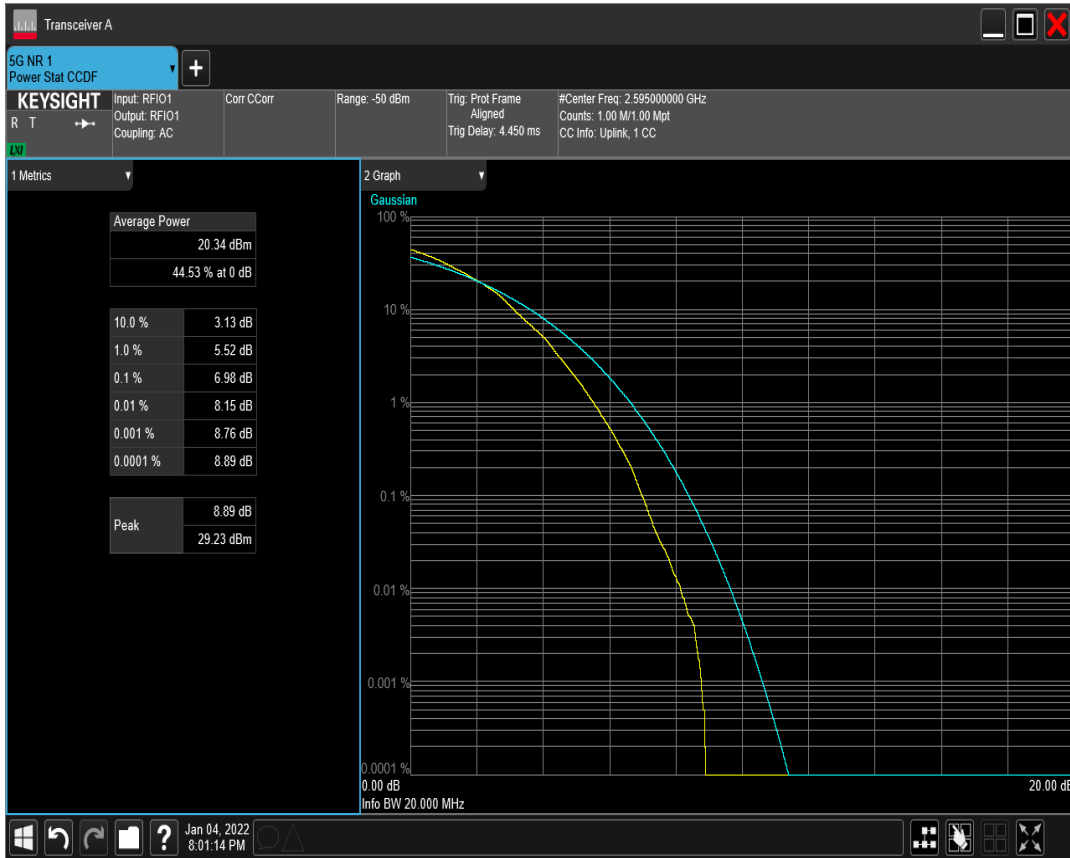 Transceiver A
5G NR 1
Power Stat CCDF
+
KEYSIGHT
R T
LXI
Input: RFIO1
Output: RFIO1
Coupling: AC
Corr CCorr
Range: -50 dBm
Trig: Prot Frame
Aligned
Trig Delay: 4.450 ms
#Center Freq: 2.595000000 GHz
Counts: 1.00 M/1.00 Mpt
CC Info: Uplink, 1 CC
1 Metrics
Average Power
20.34 dBm
44.53 % at 0 dB
10.0 % 3.13 dB
1.0 % 5.52 dB
0.1 % 6.98 dB
0.01 % 8.15 dB
0.001 % 8.76 dB
0.0001 % 8.89 dB
Peak
8.89 dB
29.23 dBm
2 Graph
Gaussian
100 %
10 %
1 %
0.1 %
0.01 %
0.001 %
0.0001 %
0.00 dB 20.00 dB
Info BW 20.000 MHz
?
Jan 04, 2022
8:01:14 PM